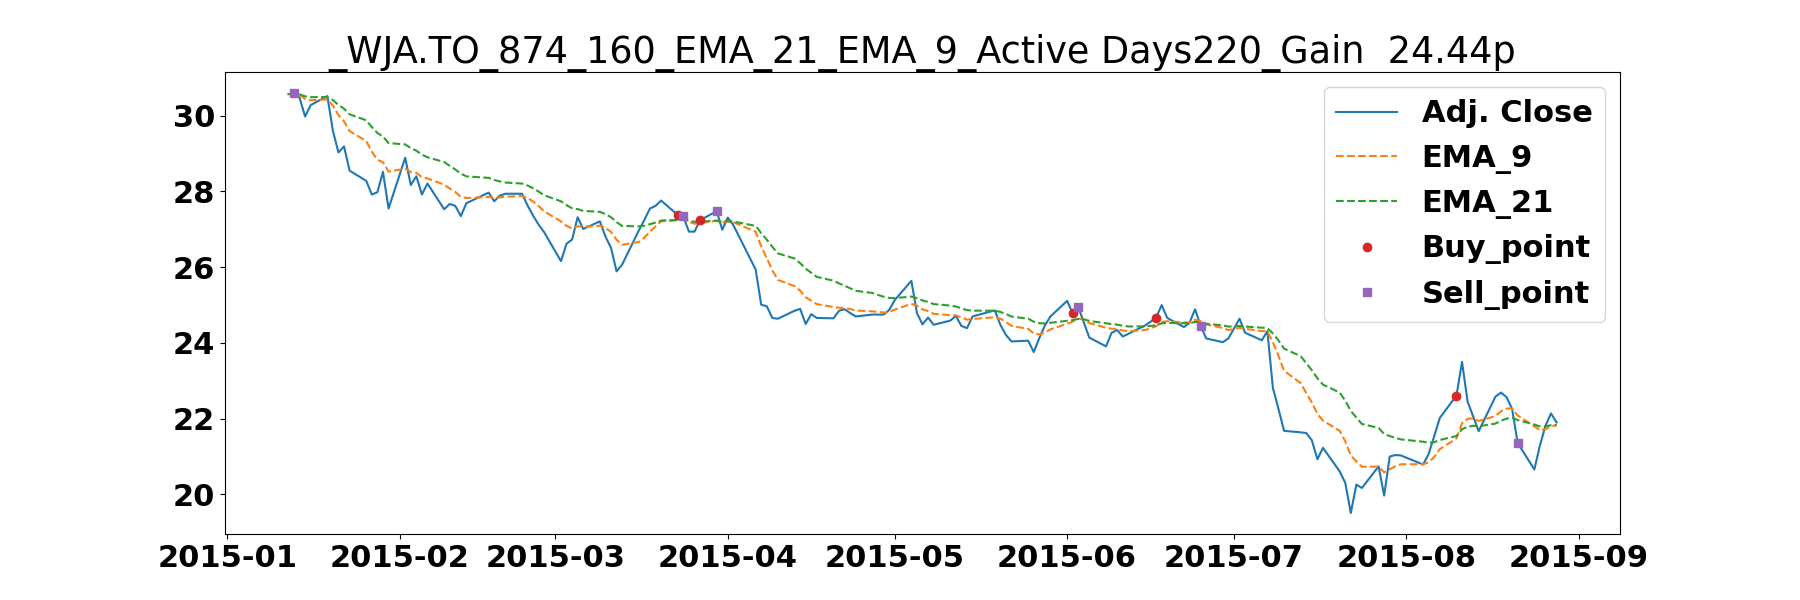 _WJA.TO_874_160_EMA_21_EMA_9_Active Days220_Gain  24.44p
30
28
26
24
22
20
Adj. Close
EMA_9
EMA_21
Buy_point
Sell_point
2015-01 2015-02 2015-03 2015-04 2015-05 2015-06 2015-07 2015-08 2015-09